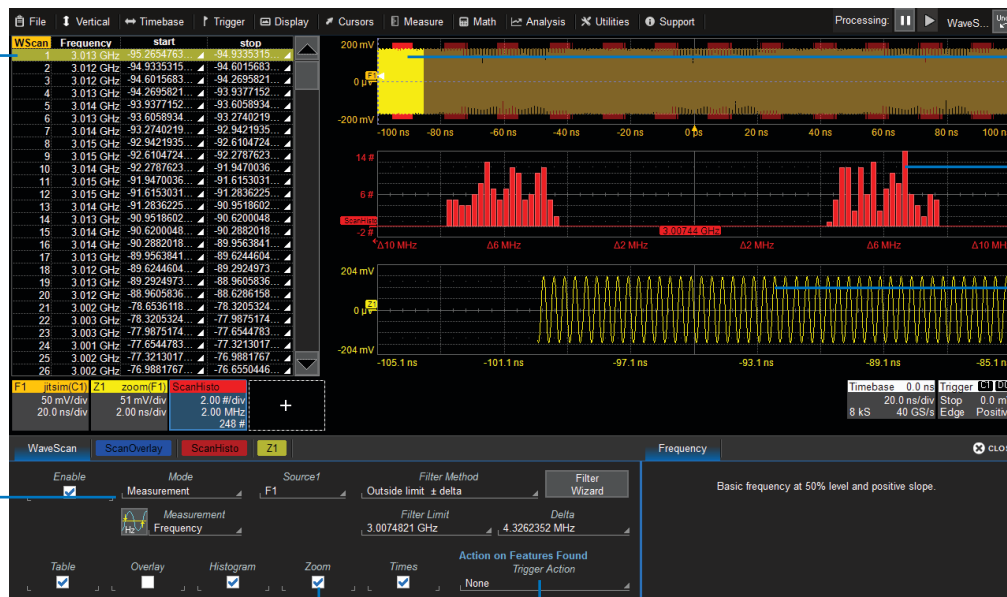 File Vertical Timebase Trigger Display Cursors Measure Math Analysis Utilities Support Processing: WaveS... Un
WScan Frequency start stop
1 3.013 GHz -95.2654763... -94.9335315...
2 3.012 GHz -94.9335315... -94.6015683...
3 3.012 GHz -94.6015683... -94.2695821...
4 3.013 GHz -94.2695821... -93.9377152...
5 3.014 GHz -93.9377152... -93.6058934...
6 3.013 GHz -93.6058934... -93.2740219...
7 3.014 GHz -93.2740219... -92.9421935...
8 3.015 GHz -92.9421935... -92.6104724...
9 3.015 GHz -92.6104724... -92.2787623...
10 3.014 GHz -92.2787623... -91.9470036...
11 3.015 GHz -91.9470036... -91.6153031...
12 3.015 GHz -91.6153031... -91.2836225...
13 3.014 GHz -91.2836225... -90.9518602...
14 3.013 GHz -90.9518602... -90.6200048...
15 3.014 GHz -90.6200048... -90.2882018...
16 3.014 GHz -90.2882018... -89.9563841...
17 3.013 GHz -89.9563841... -89.6244604...
18 3.012 GHz -89.6244604... -89.2924973...
19 3.013 GHz -89.2924973... -88.9605836...
20 3.012 GHz -88.9605836... -88.6286158...
21 3.002 GHz -78.6536118... -78.3205324...
22 3.003 GHz -78.3205324... -77.9875174...
23 3.003 GHz -77.9875174... -77.6544783...
24 3.001 GHz -77.6544783... -77.3213017...
25 3.002 GHz -77.3213017... -76.9881767...
26 3.002 GHz -76.9881767... -76.6550446...
200 mV
F1 0 µV
-200 mV
-100 ns -80 ns -60 ns -40 ns -20 ns 0 ps 20 ns 40 ns 60 ns 80 ns 100 n
14 #
6 #
ScanHisto
-2 # 3.00744 GHz
Δ10 MHz Δ6 MHz Δ2 MHz Δ2 MHz Δ6 MHz Δ10 MH
204 mV
Z1
0 µV
-204 mV
-105.1 ns -101.1 ns -97.1 ns -93.1 ns -89.1 ns -85.1 n
F1 jitsim(C1) Z1 zoom(F1) ScanHisto
50 mV/div 51 mV/div 2.00 #/div
20.0 ns/div 2.00 ns/div 2.00 MHz
248 #
+
Timebase 0.0 ns Trigger C1 DC
20.0 ns/div Stop 0.0 m
8 kS 40 GS/s Edge Positiv
WaveScan ScanOverlay ScanHisto Z1 Frequency CLO
Enable Mode Source1 Filter Method Filter Wizard
Measurement F1 Outside limit ± delta
Basic frequency at 50% level and positive slope.
Measurement Filter Limit Delta
Hz Frequency 3.0074821 GHz 4.3262352 MHz
Action on Features Found
Table Overlay Histogram Zoom Times Trigger Action
None